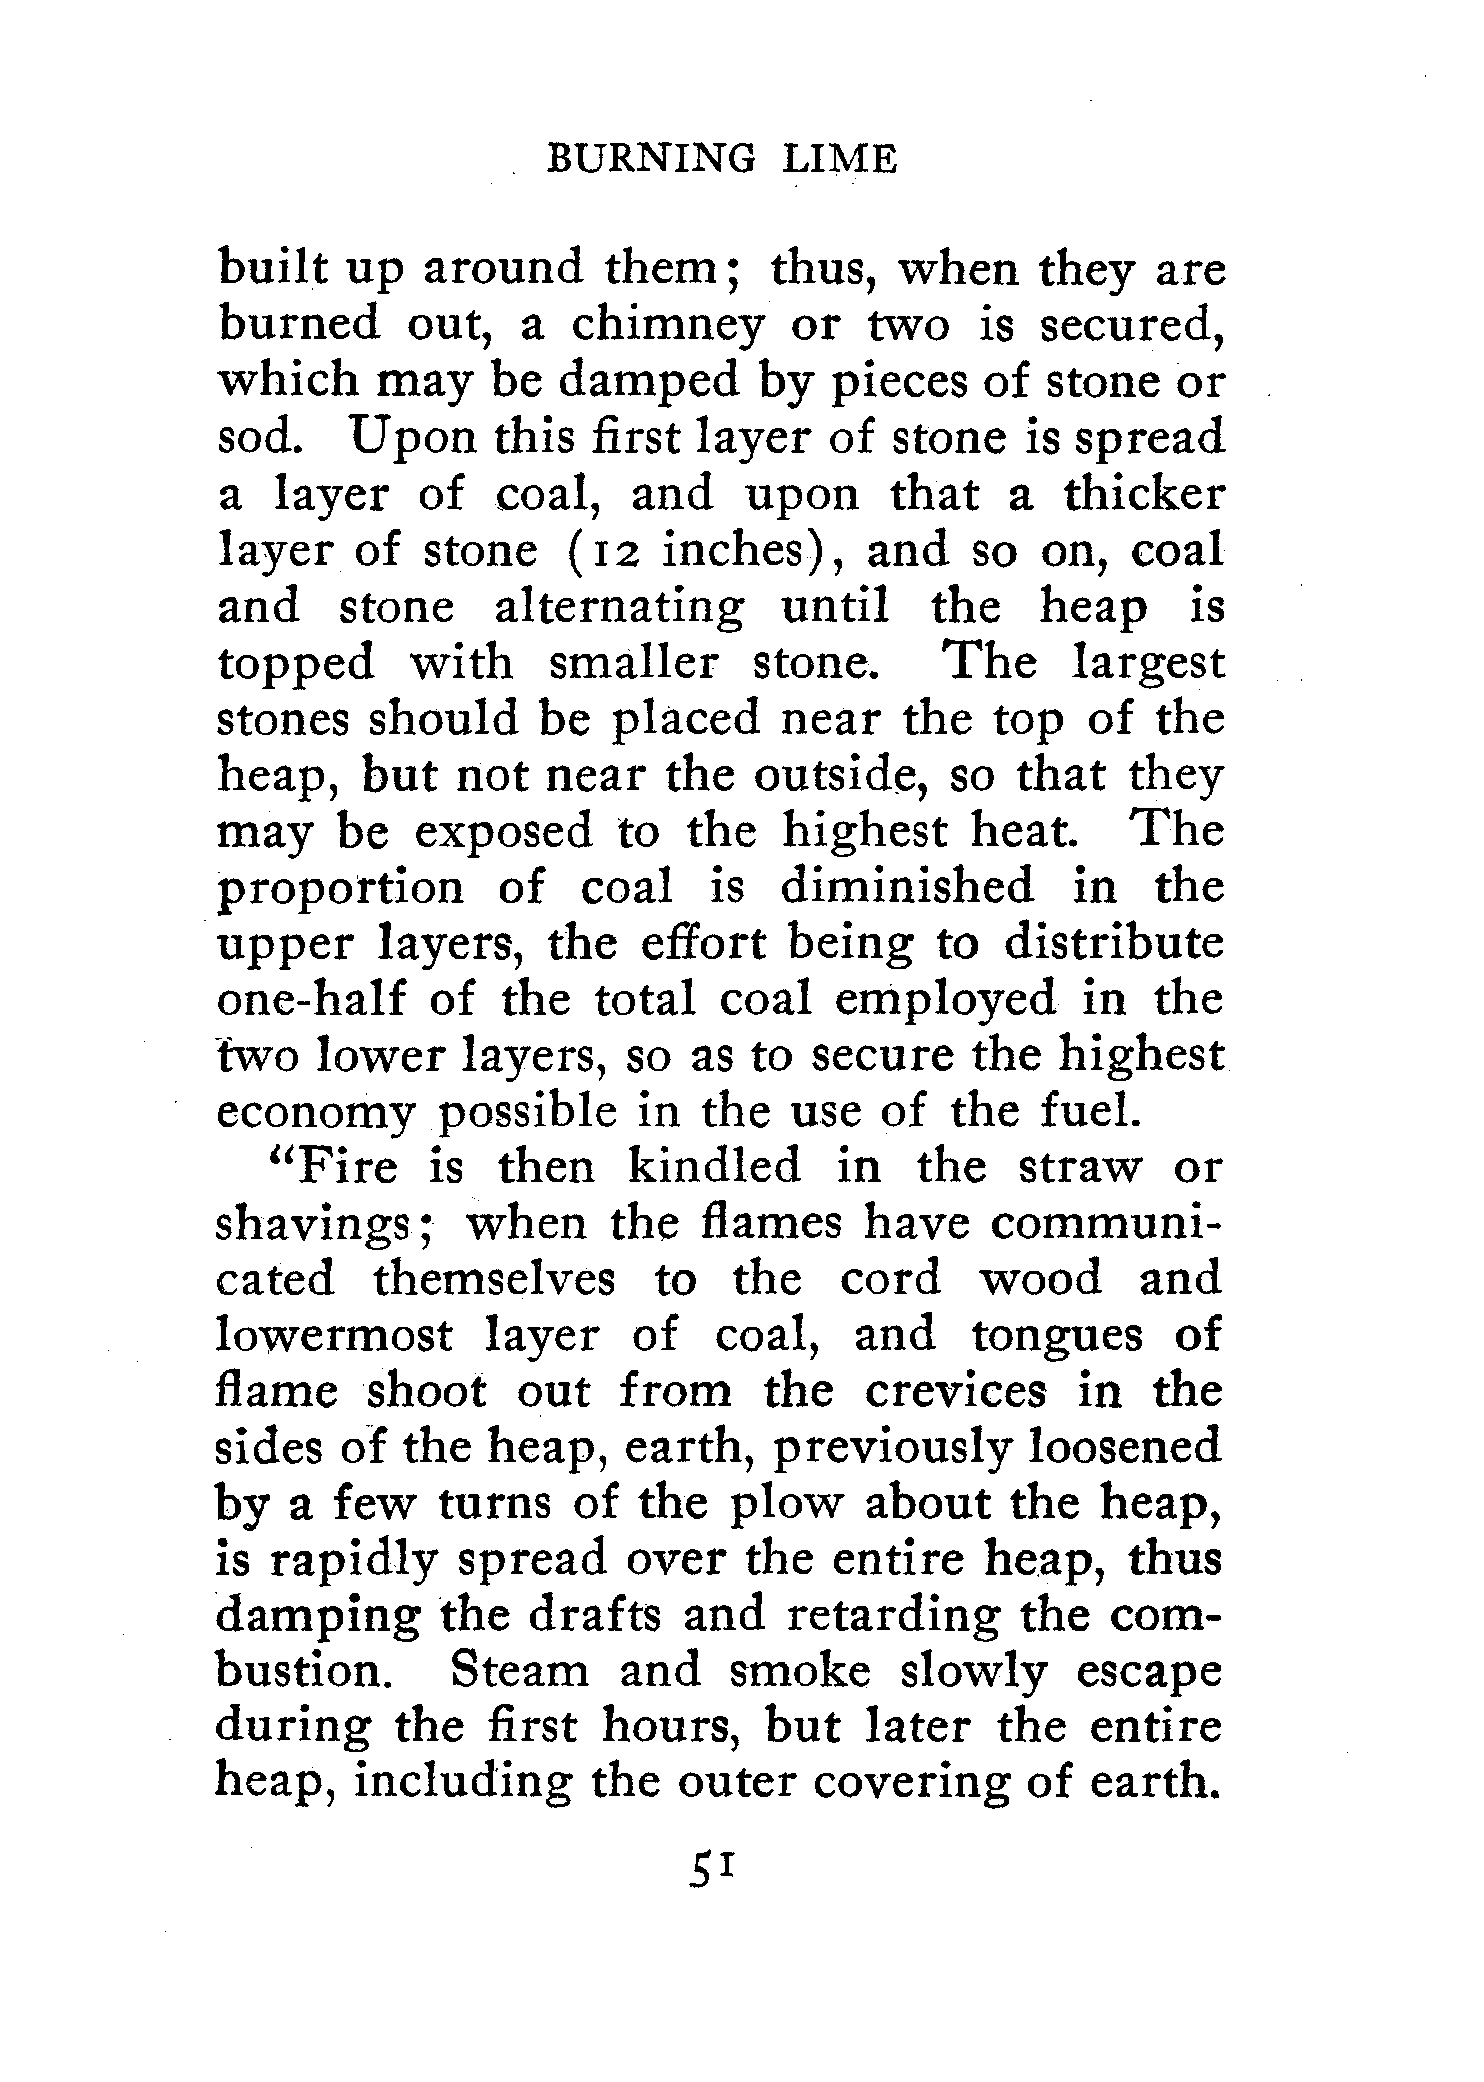 BURNING LIME
built up around them; thus, when they are
burned out, a chimney or two is secured,
which may be damped by pieces of stone or
sod. Upon this first layer of stone is spread
a layer of coal, and upon that a thicker
layer of stone (12 inches), and so on, coal
and stone alternating until the heap is
topped with smaller stone. The largest
stones should be placed near the top of the
heap, but not near the outside, so that they
may be exposed to the highest heat. The
proportion of coal is diminished in the
upper layers, the effort being to distribute
one-half of the total coal employed in the
two lower layers, so as to secure the highest
economy possible in the use of the fuel.
“Fire is then kindled in the straw or
shavings; when the flames have communi-
cated themselves to the cord wood and
lowermost layer of coal, and tongues of
flame shoot out from the crevices in the
sides of the heap, earth, previously loosened
by a few turns of the plow about the heap,
is rapidly spread over the entire heap, thus
damping the drafts and retarding the com-
bustion. Steam and smoke slowly escape
during the first hours, but later the entire
heap, including the outer covering of earth.
51